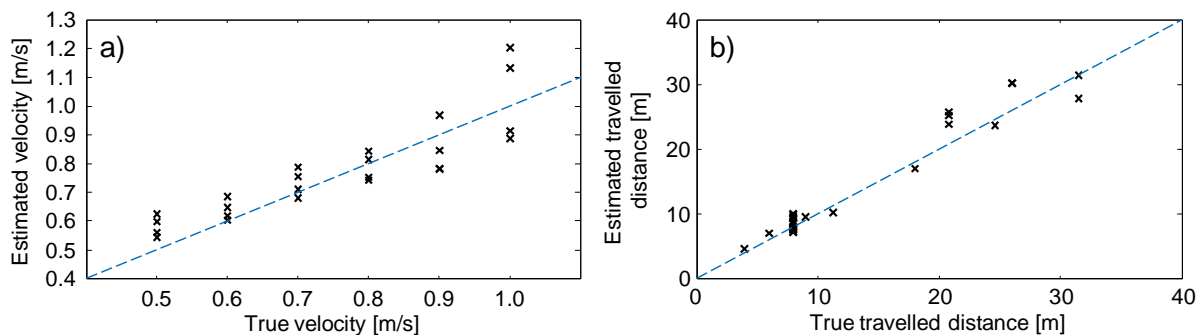 a)
Estimated velocity [m/s]
1.3
1.2
1.1
1.0
0.9
0.8
0.7
0.6
0.5
0.4
0.5 0.6 0.7 0.8 0.9 1.0
True velocity [m/s]
b)
Estimated travelled
distance [m]
40
30
20
10
0
0 10 20 30 40
True travelled distance [m]